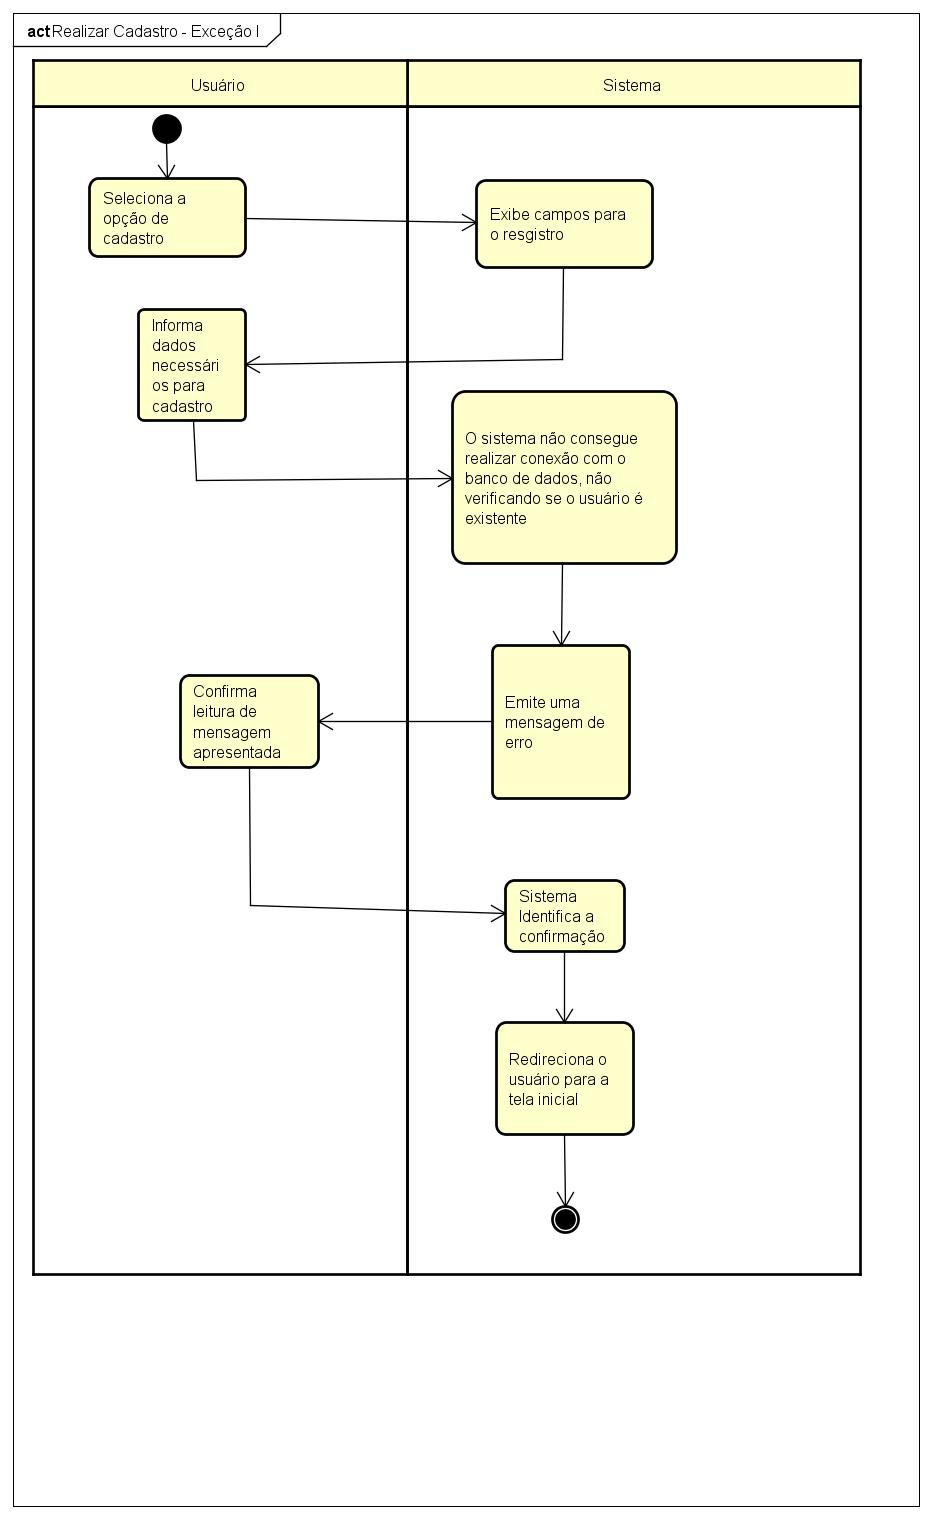 act Realizar Cadastro - Exceção I
Usuário
Sistema
Seleciona a
opção de
cadastro
Exibe campos para
o resgistro
Informa
dados
necessári
os para
cadastro
O sistema não consegue
realizar conexão com o
banco de dados, não
verificando se o usuário é
existente
Emite uma
mensagem de
erro
Confirma
leitura de
mensagem
apresentada
Sistema
Identifica a
confirmação
Redireciona o
usuário para a
tela inicial